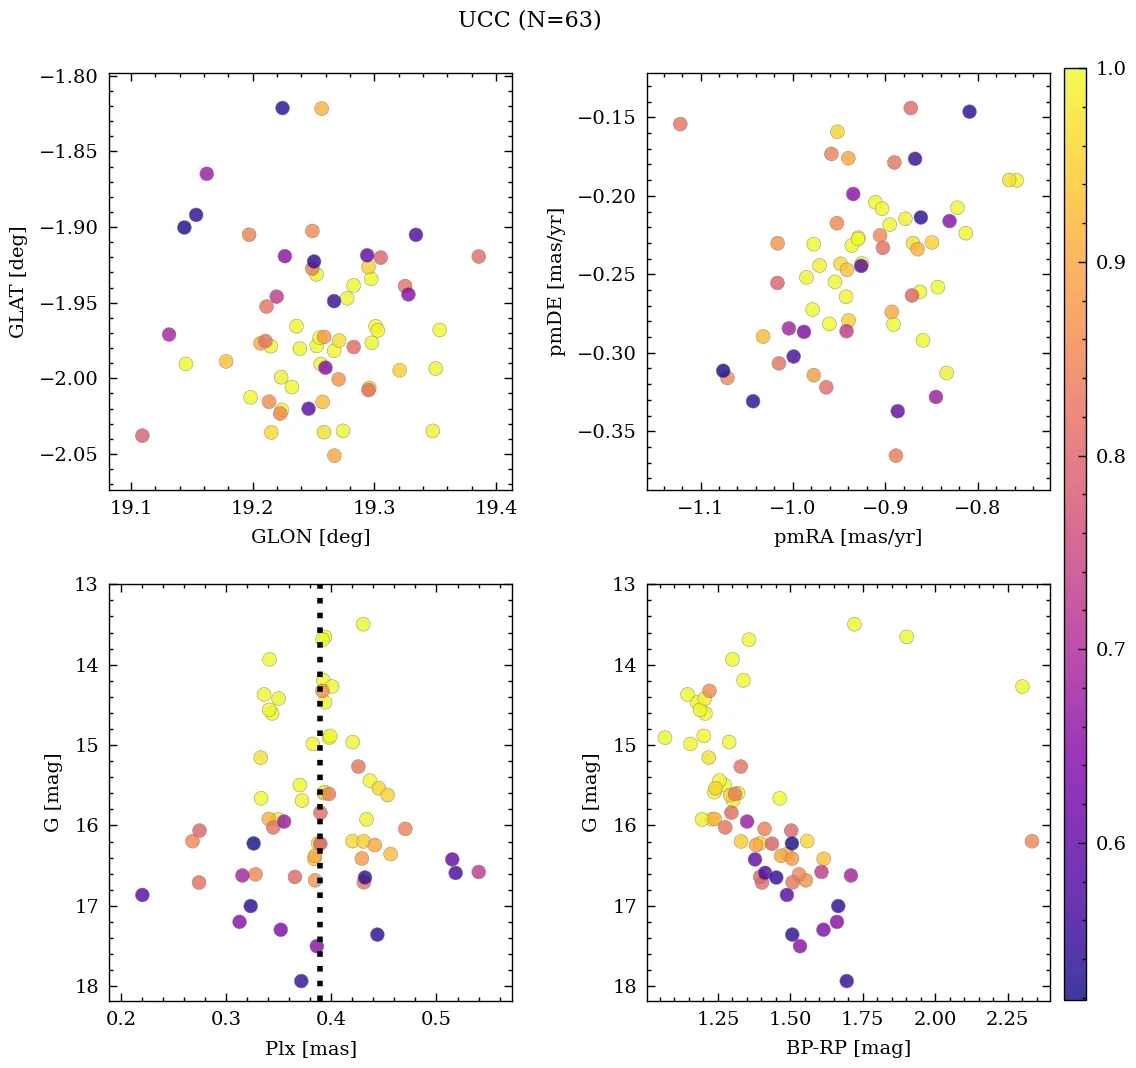 UCC (N=63)
−1.80
−1.85
−1.90
−1.95
−2.00
−2.05
GLAT [deg]
19.1 19.2 19.3 19.4
GLON [deg]
−0.15
−0.20
−0.25
−0.30
−0.35
pmDE [mas/yr]
−1.1 −1.0 −0.9 −0.8
pmRA [mas/yr]
13
14
15
16
17
18
G [mag]
0.2 0.3 0.4 0.5
Plx [mas]
13
14
15
16
17
18
G [mag]
1.25 1.50 1.75 2.00 2.25
BP-RP [mag]
1.0
0.9
0.8
0.7
0.6